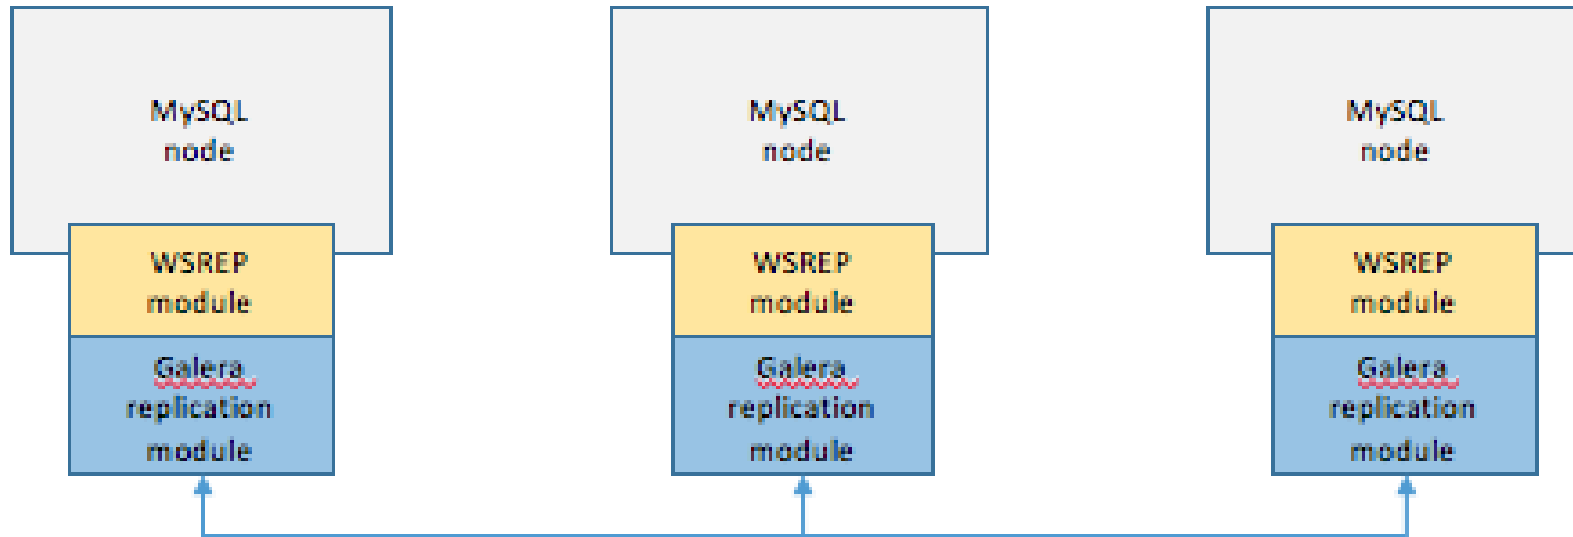 MySQL
node
WSREP
module
Galera
replication
module
MySQL
node
WSREP
module
Galera
replication
module
MySQL
node
WSREP
module
Galera
replication
module